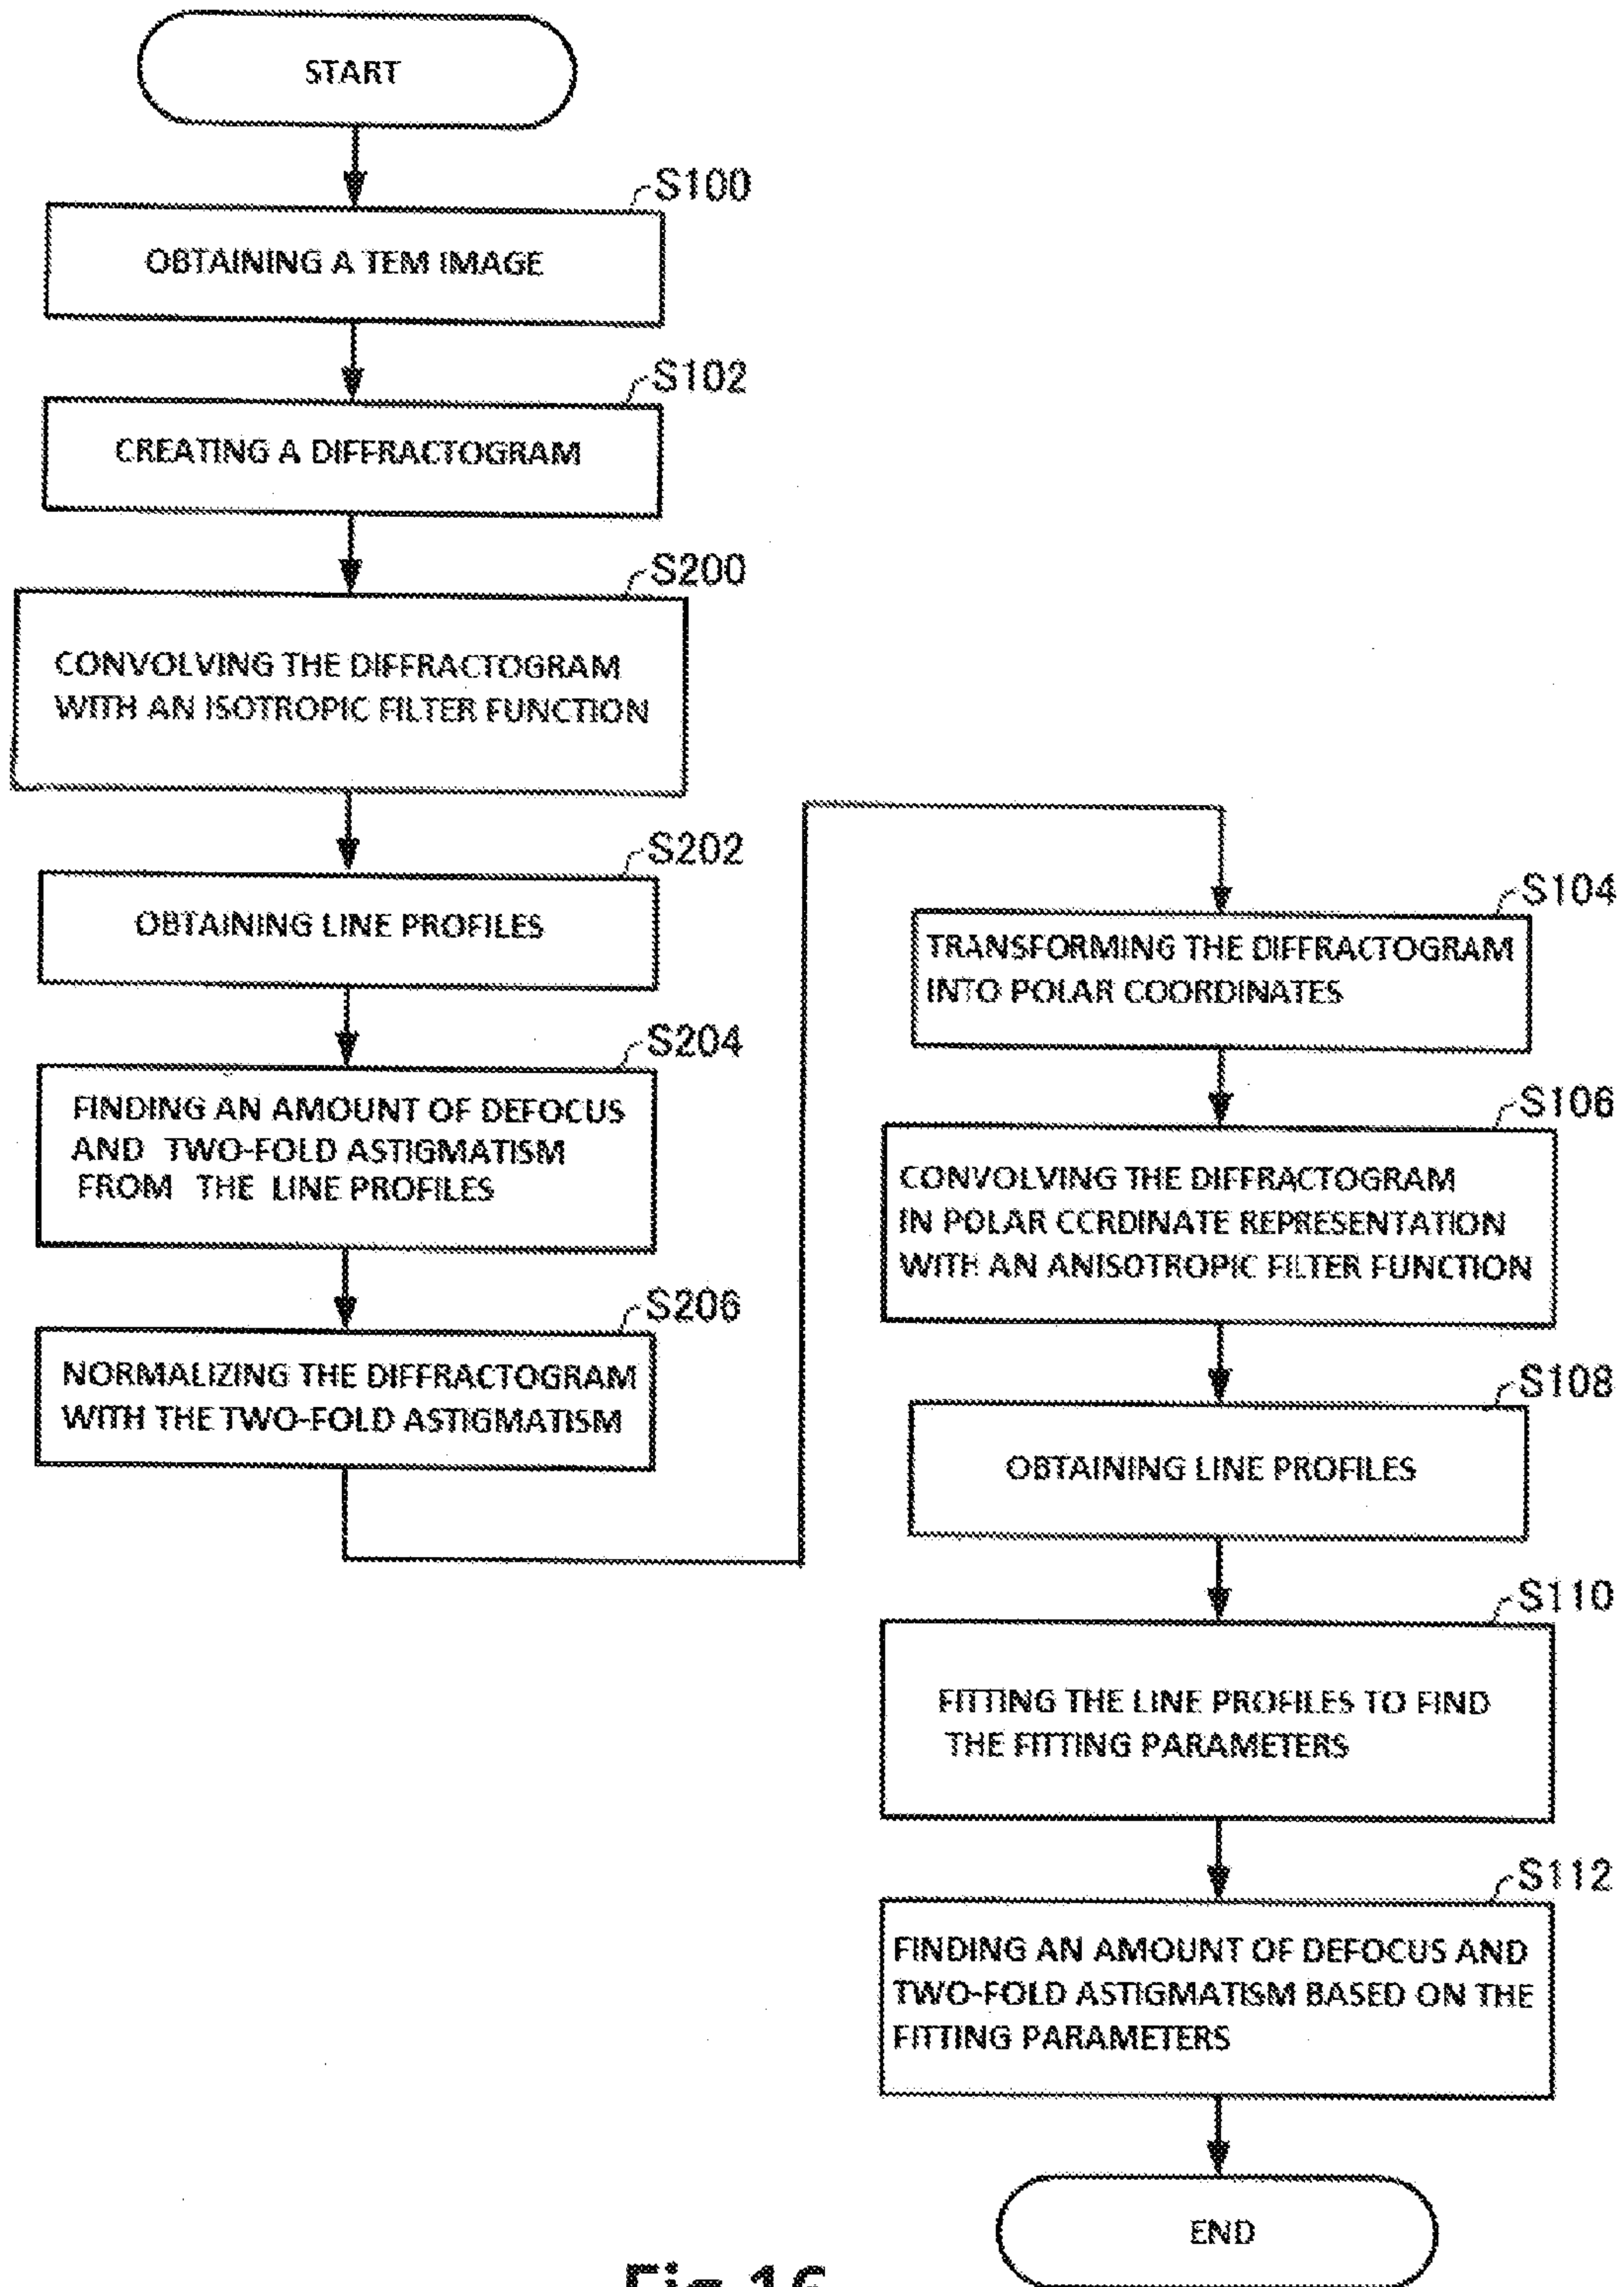 START
S100
OBTAINING A TEM IMAGE
S102
CREATING A DIFFRACTOGRAM
S200
CONVOLVING THE DIFFRACTOGRAM
WITH AN ISOTROPIC FILTER FUNCTION
S202
OBTAINING LINE PROFILES
S204
FINDING AN AMOUNT OF DEFOCUS
AND TWO-FOLD ASTIGMATISM
FROM THE LINE PROFILES
S206
NORMALIZING THE DIFFRACTOGRAM
WITH THE TWO-FOLD ASTIGMATISM
S104
TRANSFORMING THE DIFFRACTOGRAM
INTO POLAR COORDINATES
S106
CONVOLVING THE DIFFRACTOGRAM
IN POLAR CCRDINATE REPRESENTATION
WITH AN ANISOTROPIC FILTER FUNCTION
S108
OBTAINING LINE PROFILES
S110
FITTING THE LINE PROFILES TO FIND
THE FITTING PARAMETERS
S112
FINDING AN AMOUNT OF DEFOCUS AND
TWO-FOLD ASTIGMATISM BASED ON THE
FITTING PARAMETERS
END
Fig.16